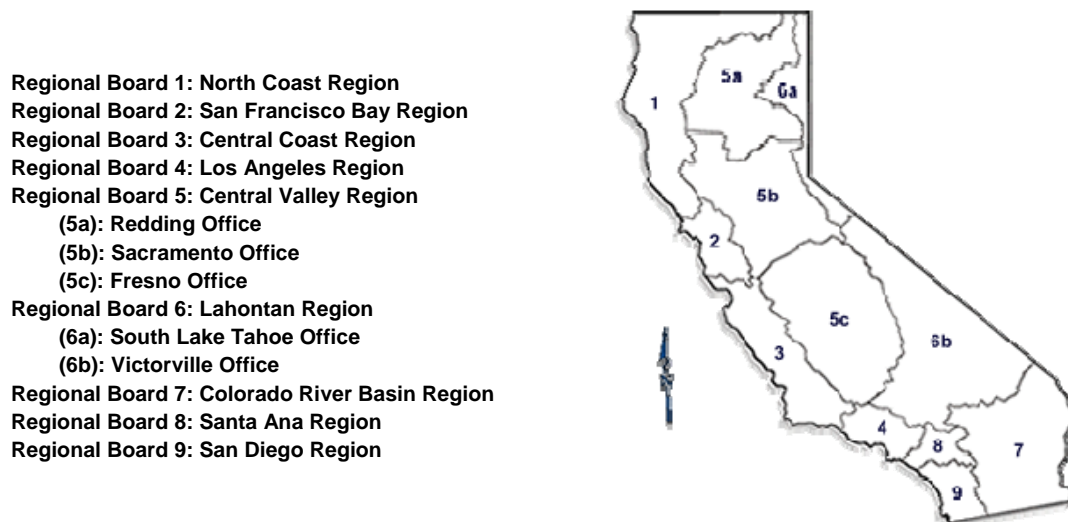 Regional Board 1: North Coast Region
Regional Board 2: San Francisco Bay Region
Regional Board 3: Central Coast Region
Regional Board 4: Los Angeles Region
Regional Board 5: Central Valley Region
(5a): Redding Office
(5b): Sacramento Office
(5c): Fresno Office
Regional Board 6: Lahontan Region
(6a): South Lake Tahoe Office
(6b): Victorville Office
Regional Board 7: Colorado River Basin Region
Regional Board 8: Santa Ana Region
Regional Board 9: San Diego Region
5a
6a
1
5b
2
5c
6b
3
4
8
7
9